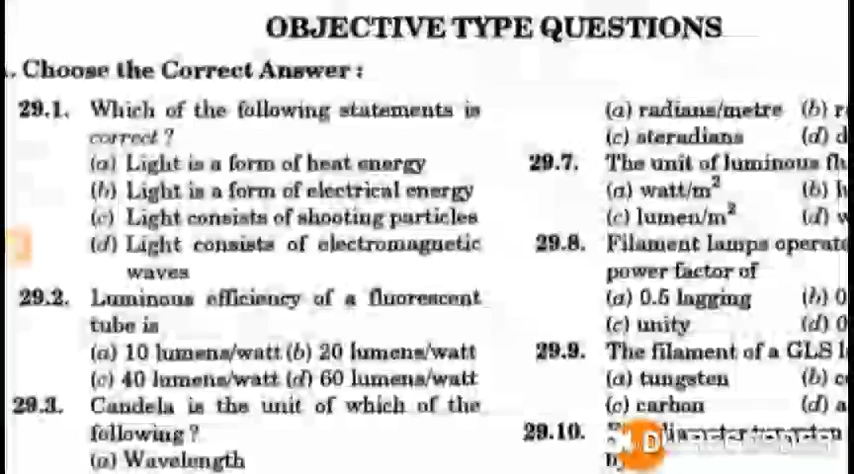 OBJECTIVE TYPE QUESTIONS
. Choose the Correct Answer :
29.1. Which of the following statements is
correct ?
(a) Light is a form of heat energy
(b) Light is a form of electrical energy
(c) Light consists of shooting particles
(d) Light consists of electromagnetic
waves
29.2. Luminous efficiency of a fluorescent
tube is
(a) 10 lumens/watt (b) 20 lumens/watt
(c) 40 lumens/watt (d) 60 lumens/watt
29.3. Candela is the unit of which of the
following ?
(a) Wavelength
(a) radians/metre (b) r
(c) steradians (d) d
29.7. The unit of luminous flu
(a) watt/m² (b) l
(c) lumen/m² (d) w
29.8. Filament lamps operate
power factor of
(a) 0.5 lagging (b) 0
(c) unity (d) 0
29.9. The filament of a GLS l
(a) tungsten (b) c
(c) carbon (d) a
29.10.